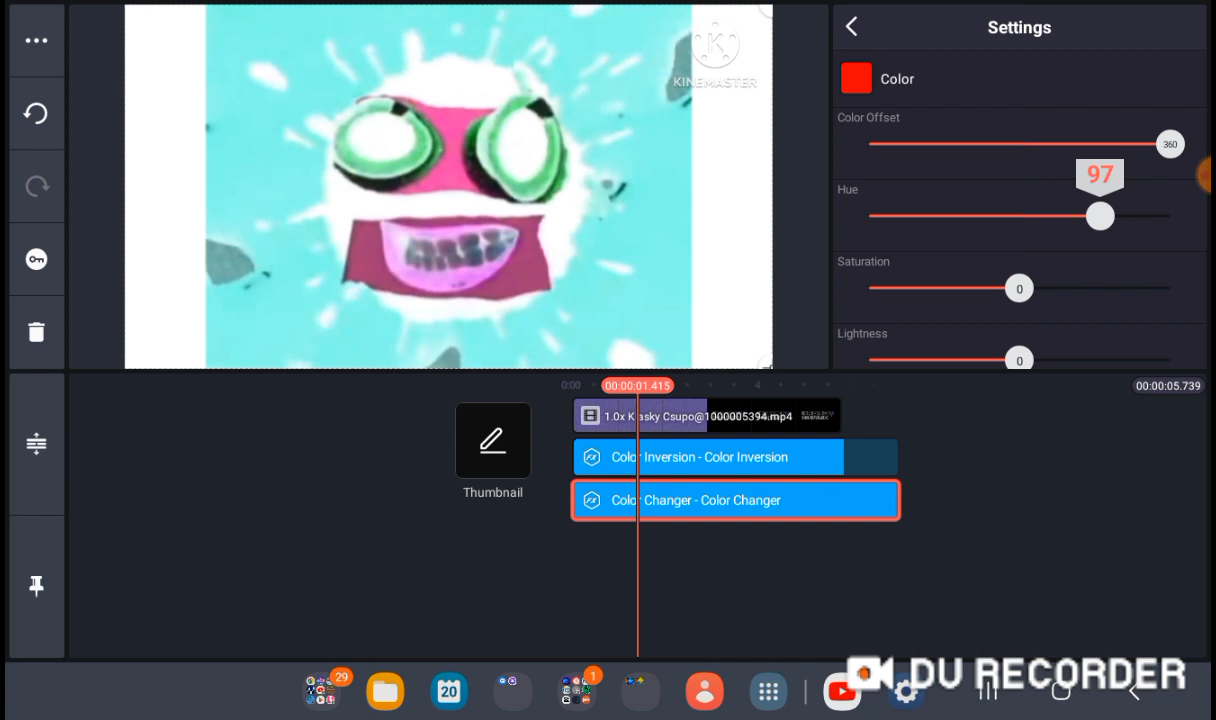 Settings
KINEMASTER
Color
Color Offset
360
97
Hue
Saturation
0
Lightness
0
0:00
00:00:01.415
4
00:00:05.739
1.0x Klasky Csupo@1000005394.mp4
Color Inversion - Color Inversion
Color Changer - Color Changer
Thumbnail
29
20
1
DU RECORDER